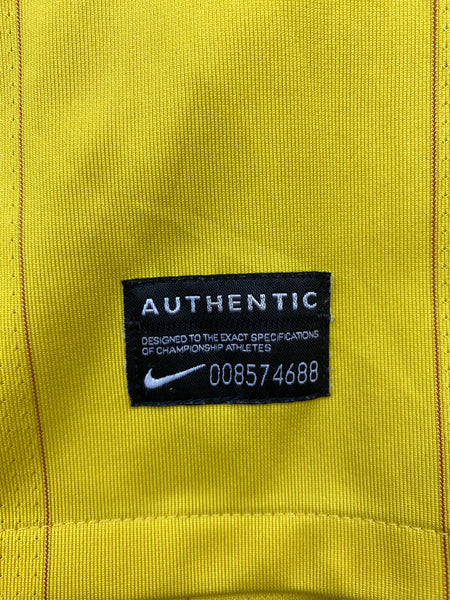 AUTHENTIC
DESIGNED TO THE EXACT SPECIFICATIONS
OF CHAMPIONSHIP ATHLETES
008574688